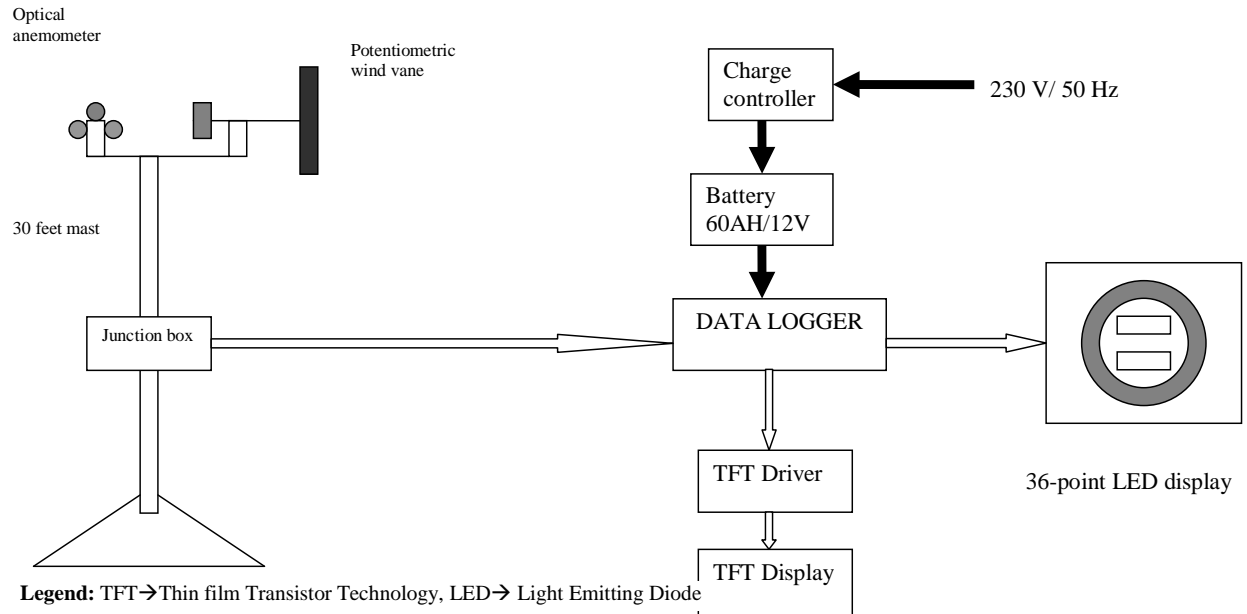 Optical
anemometer
Potentiometric
wind vane
Charge
controller
230 V/ 50 Hz
Battery
60AH/12V
30 feet mast
Junction box
DATA LOGGER
TFT Driver
36-point LED display
TFT Display
Legend: TFT→Thin film Transistor Technology, LED→ Light Emitting Diode